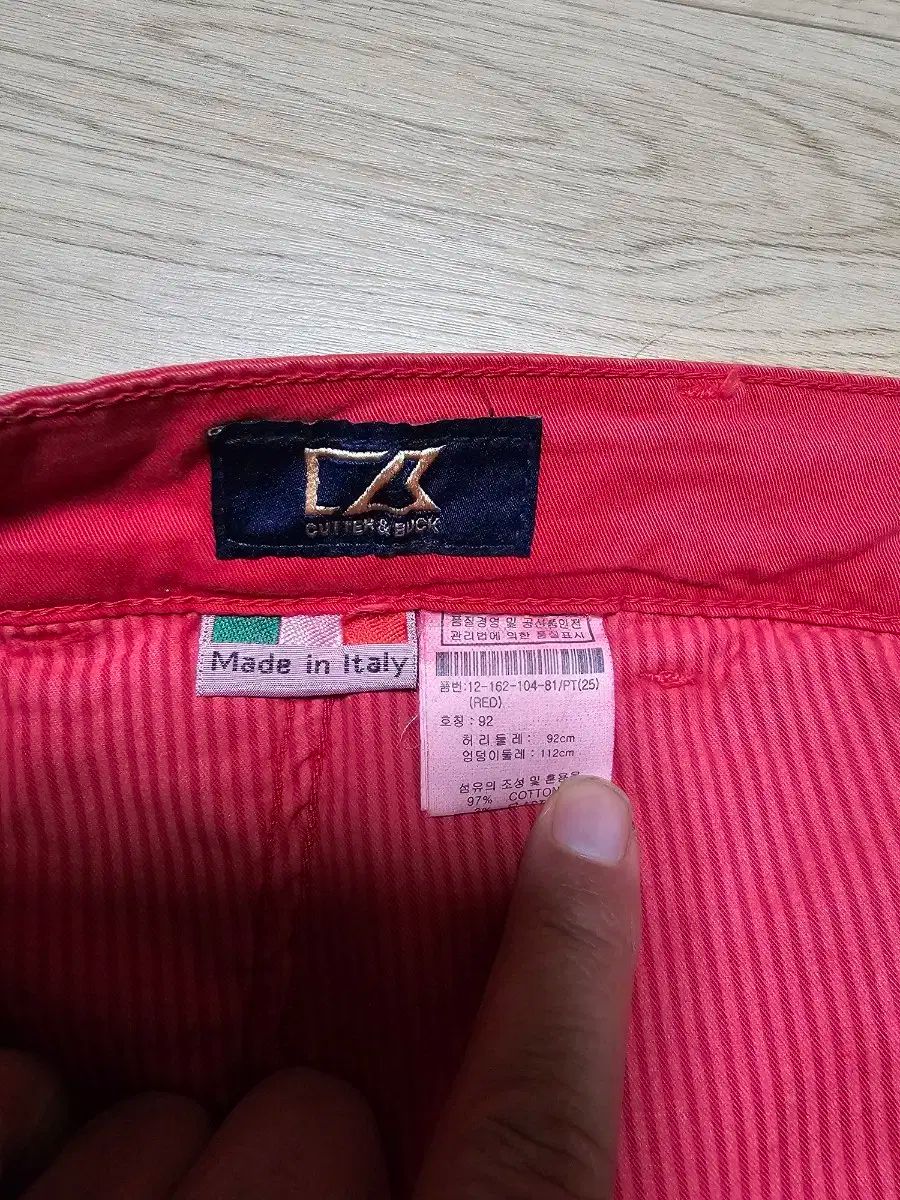 CUTTER & BUCK
Made in Italy
품질경영 및 공산품안전
관리법에 의한 품질표시
품번:12-162-104-81/PT(25)
(RED)
호칭 : 92
허 리 둘 레 : 92cm
엉덩이둘레 : 112cm
섬유의 조성 및 혼용율
97% COTTON